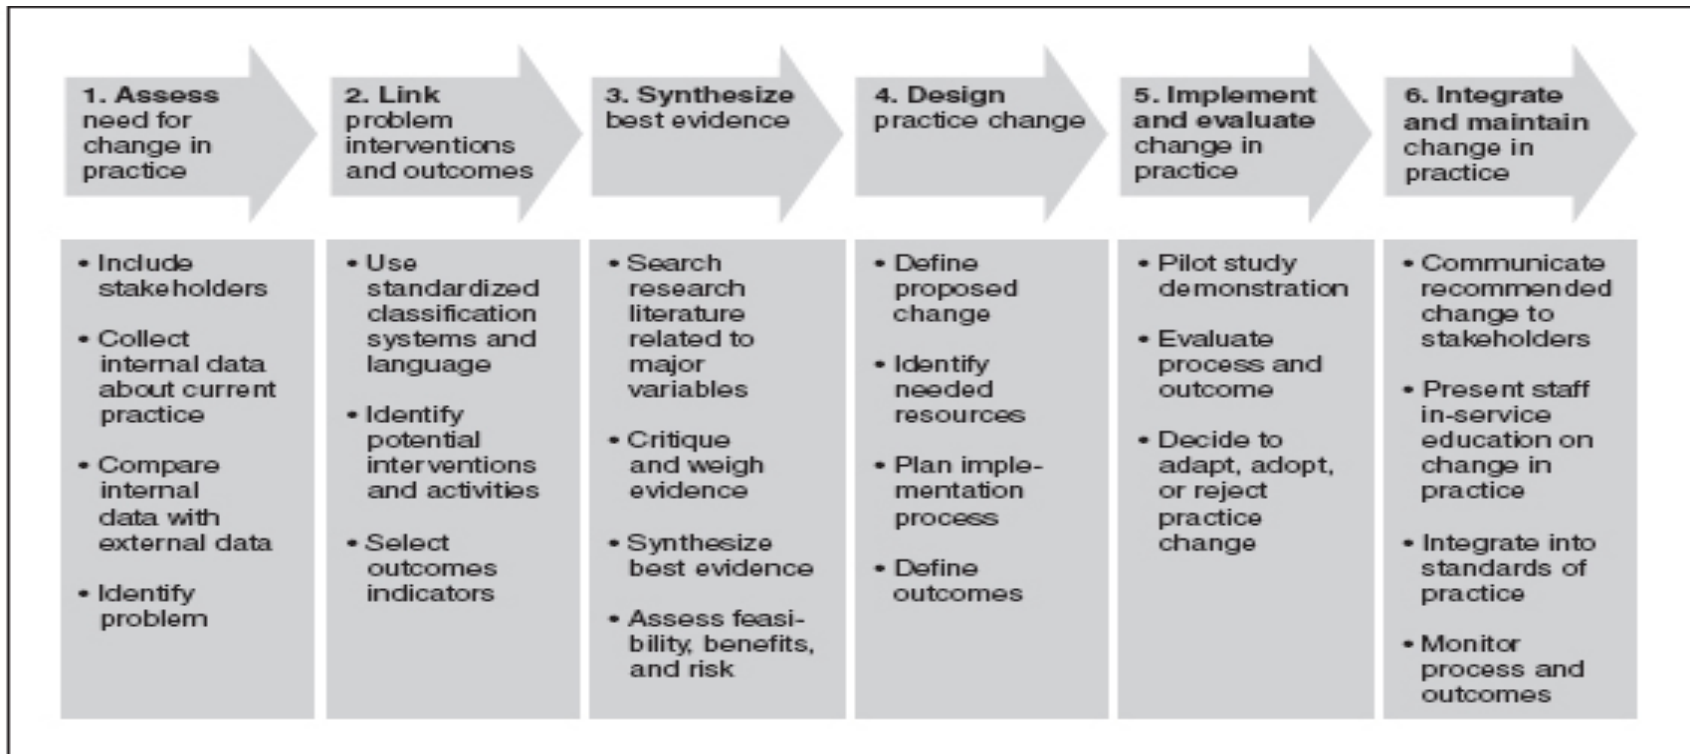 1. Assess
need for
change in
practice
2. Link
problem
interventions
and outcomes
3. Synthesize
best evidence
4. Design
practice change
5. Implement
and evaluate
change in
practice
6. Integrate
and maintain
change in
practice
• Include
stakeholders
• Collect
internal data
about current
practice
• Compare
internal
data with
external data
• Identify
problem
• Use
standardized
classification
systems and
language
• Identify
potential
interventions
and activities
• Select
outcomes
indicators
• Search
research
literature
related to
major
variables
• Critique
and weigh
evidence
• Synthesize
best evidence
• Assess feasi-
bility, benefits,
and risk
• Define
proposed
change
• Identify
needed
resources
• Plan imple-
mentation
process
• Define
outcomes
• Pilot study
demonstration
• Evaluate
process and
outcome
• Decide to
adapt, adopt,
or reject
practice
change
• Communicate
recommended
change to
stakeholders
• Present staff
in-service
education on
change in
practice
• Integrate into
standards of
practice
• Monitor
process and
outcomes